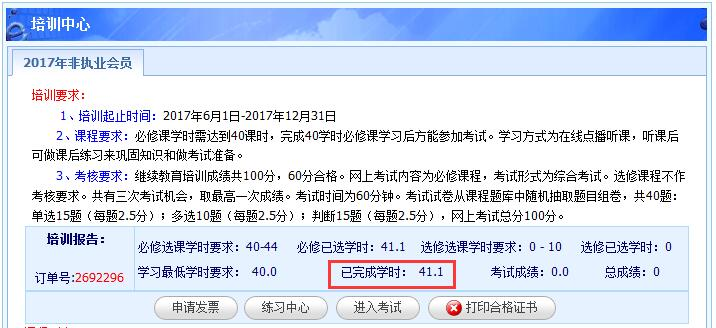 培训中心
2017年非执业会员
培训要求：
1、培训起止时间：2017年6月1日-2017年12月31日
2、课程要求：必修课学时需达到40课时，完成40学时必修课学习后方能参加考试。学习方式为在线点播听课，听课后
可做课后练习来巩固知识和做考试准备。
3、考核要求：继续教育培训成绩共100分，60分合格。网上考试内容为必修课程，考试形式为综合考试。选修课程不作
考核要求。共有三次考试机会，取最高一次成绩。考试时间为60分钟。考试试卷从课程题库中随机抽取题目组卷，共40题：
单选15题（每题2.5分）；多选10题（每题2.5分）；判断15题（每题2.5分），网上考试总分100分。
培训报告：
订单号:2692296
必修选课学时要求：40-44 必修已选学时：41.1 选修选课学时要求：0 - 10 选修已选学时：0
学习最低学时要求： 40.0 已完成学时： 41.1 考试成绩：0.0 总成绩：0
申请发票 练习中心 进入考试 打印合格证书